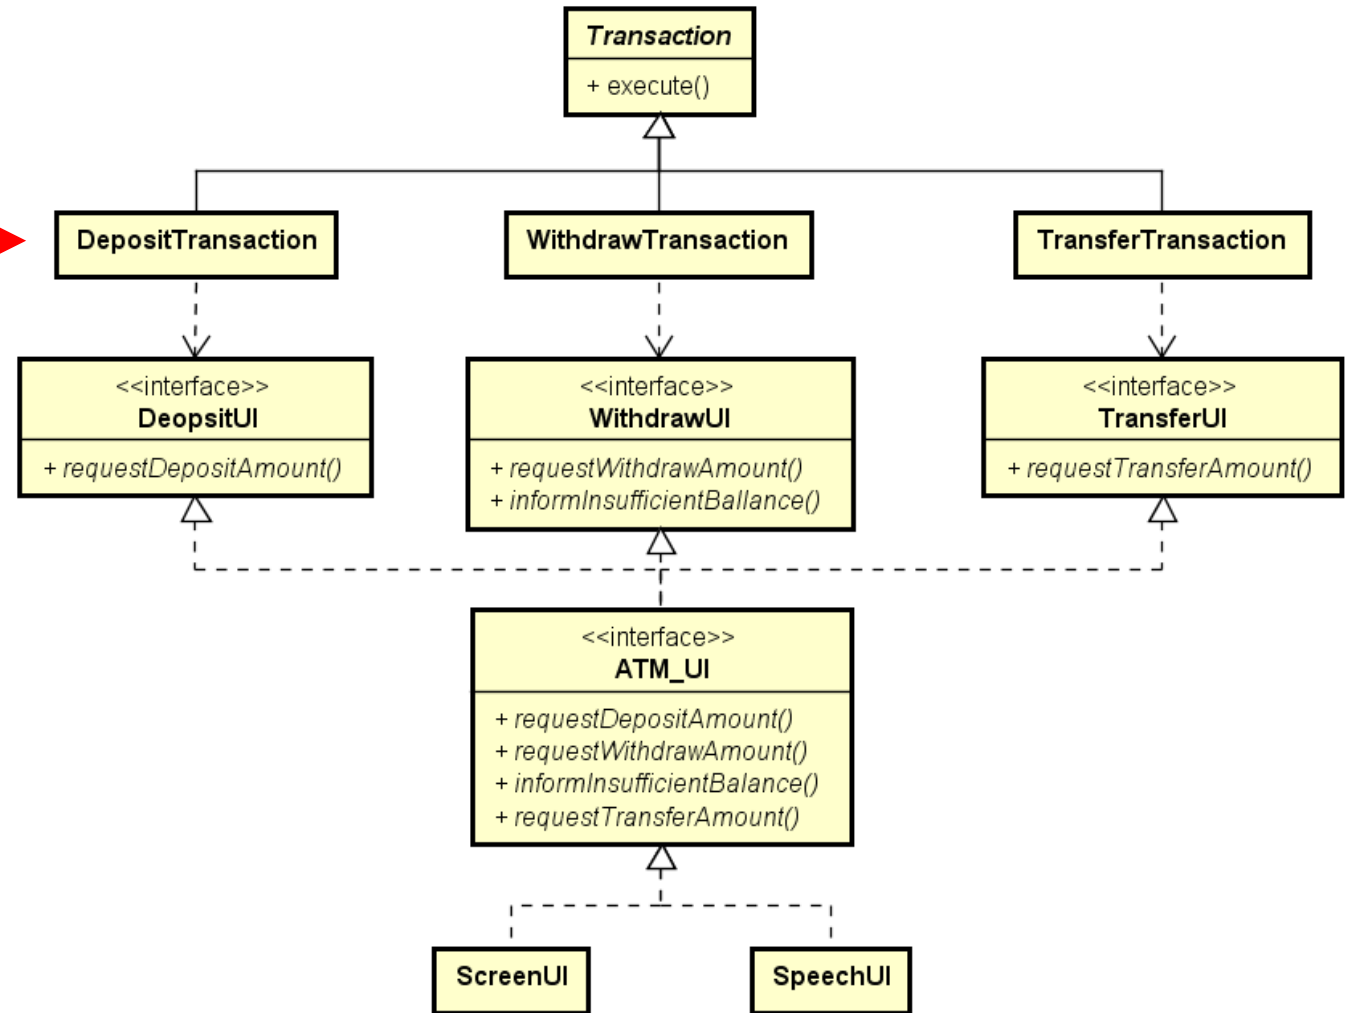 Transaction
+ execute()
DepositTransaction
WithdrawTransaction
TransferTransaction
<<interface>>
DeopsitUI
+ requestDepositAmount()
<<interface>>
WithdrawUI
+ requestWithdrawAmount()
+ informInsufficientBallance()
<<interface>>
TransferUI
+ requestTransferAmount()
<<interface>>
ATM_UI
+ requestDepositAmount()
+ requestWithdrawAmount()
+ informInsufficientBalance()
+ requestTransferAmount()
ScreenUI
SpeechUI